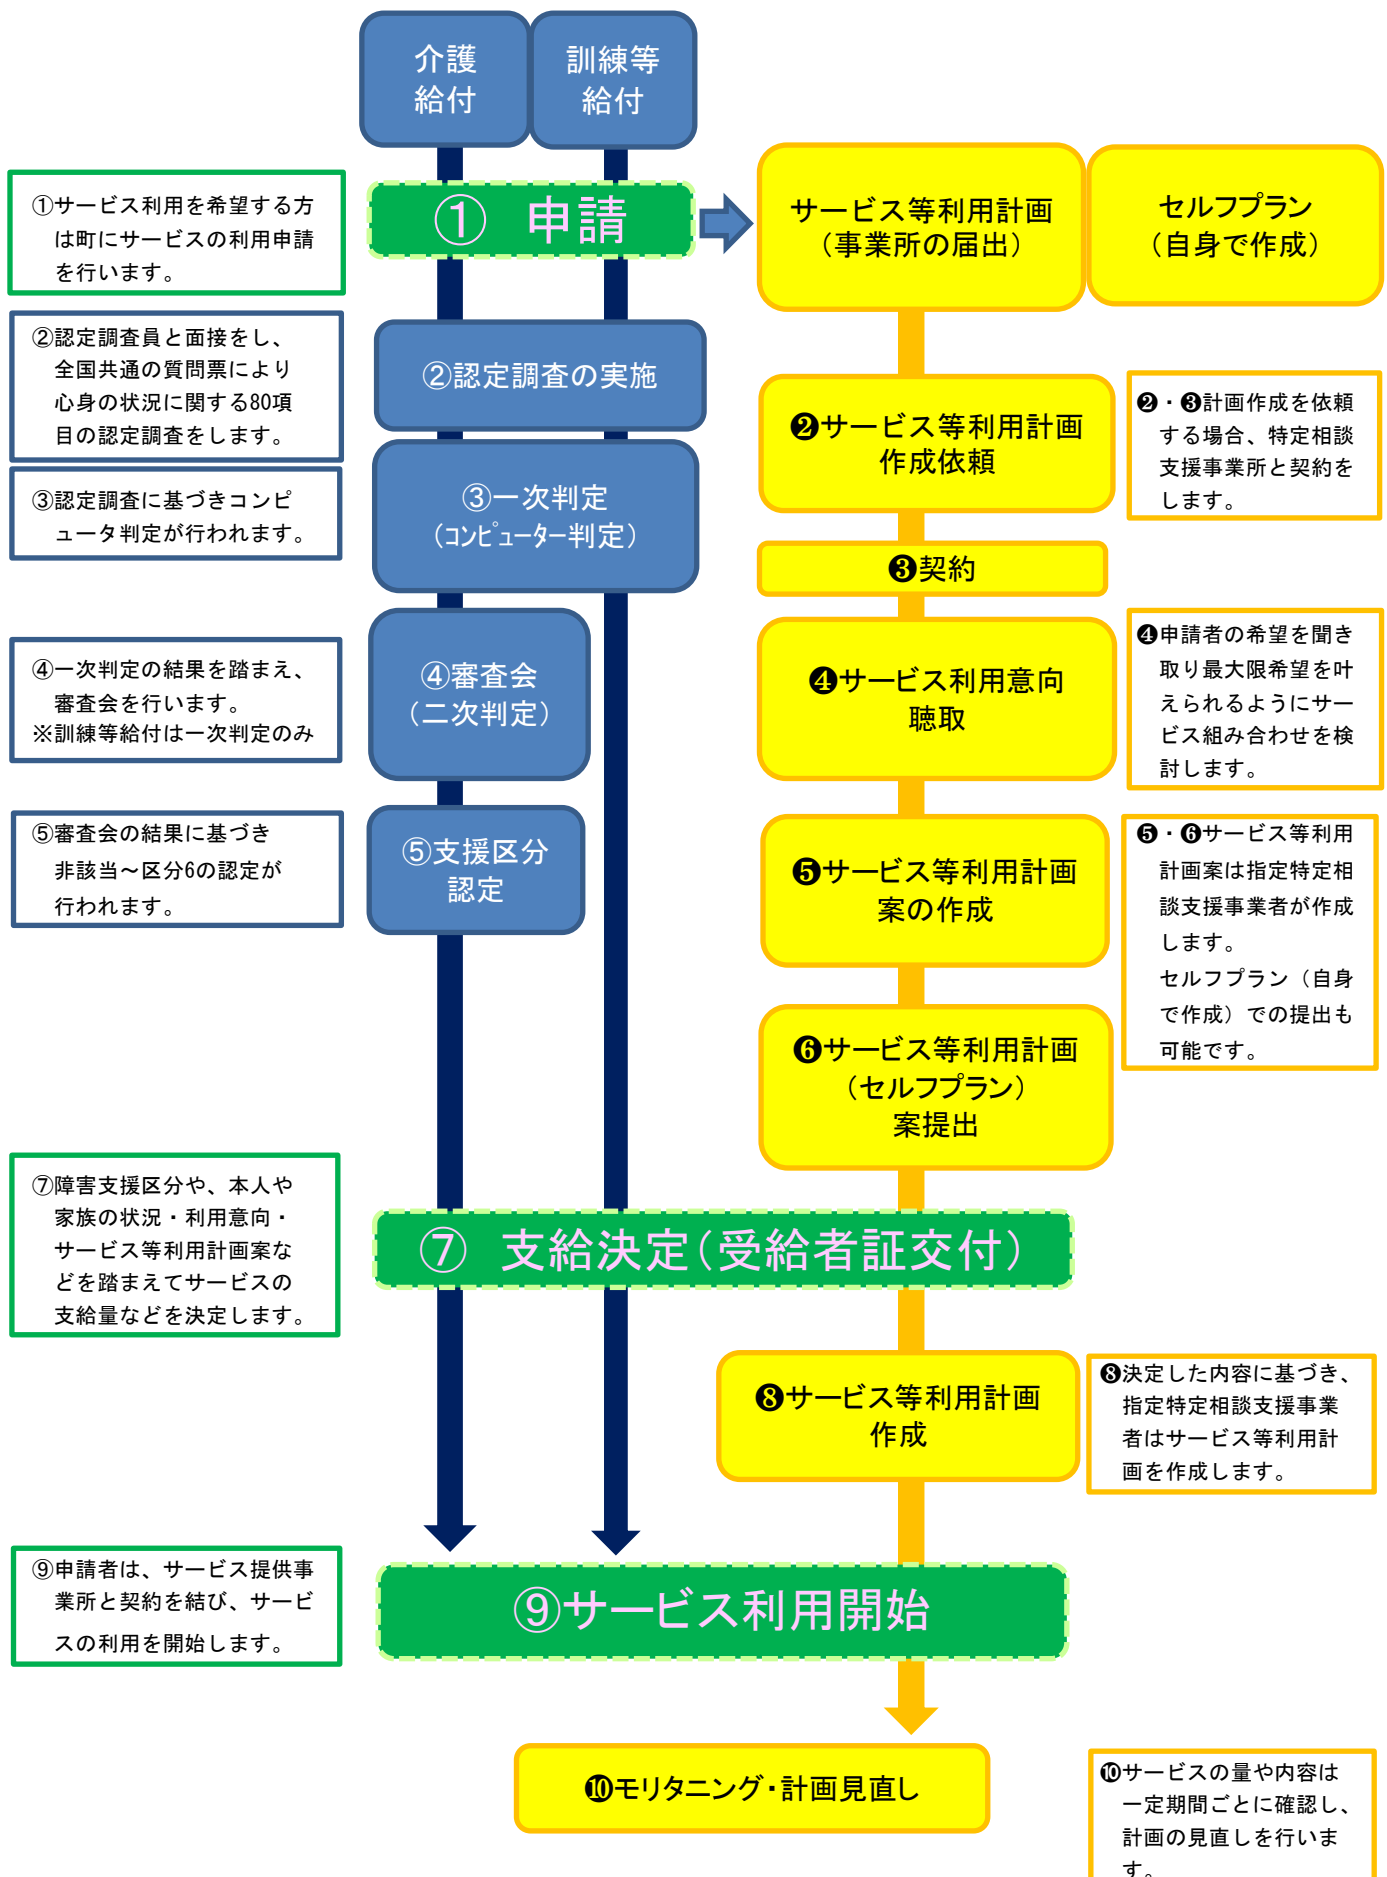 介護
給付
訓練等
給付
① 申請
①サービス利用を希望する方
は町にサービスの利用申請
を行います。
サービス等利用計画
(事業所の届出)
セルフプラン
(自身で作成)
②認定調査員と面接をし、
全国共通の質問票により
心身の状況に関する80項
目の認定調査をします。
②認定調査の実施
❷サービス等利用計画
作成依頼
❷・❸計画作成を依頼
する場合、特定相談
支援事業所と契約を
します。
③認定調査に基づきコンピ
ュータ判定が行われます。
③一次判定
(コンピューター判定)
❸契約
④一次判定の結果を踏まえ、
審査会を行います。
※訓練等給付は一次判定のみ
④審査会
(二次判定)
❹サービス利用意向
聴取
❹申請者の希望を聞き
取り最大限希望を叶
えられるようにサー
ビス組み合わせを検
討します。
⑤審査会の結果に基づき
非該当～区分6の認定が
行われます。
⑤支援区分
認定
❺サービス等利用計画
案の作成
❺・❻サービス等利用
計画案は指定特定相
談支援事業者が作成
します。
セルフプラン（自身
で作成）での提出も
可能です。
❻サービス等利用計画
(セルフプラン)
案提出
⑦障害支援区分や、本人や
家族の状況・利用意向・
サービス等利用計画案な
どを踏まえてサービスの
支給量などを決定します。
⑦ 支給決定(受給者証交付)
❽サービス等利用計画
作成
❽決定した内容に基づき、
指定特定相談支援事業
者はサービス等利用計
画を作成します。
⑨申請者は、サービス提供事
業所と契約を結び、サービ
スの利用を開始します。
⑨サービス利用開始
❿モリタニング・計画見直し
❿サービスの量や内容は
一定期間ごとに確認し、
計画の見直しを行いま
す。